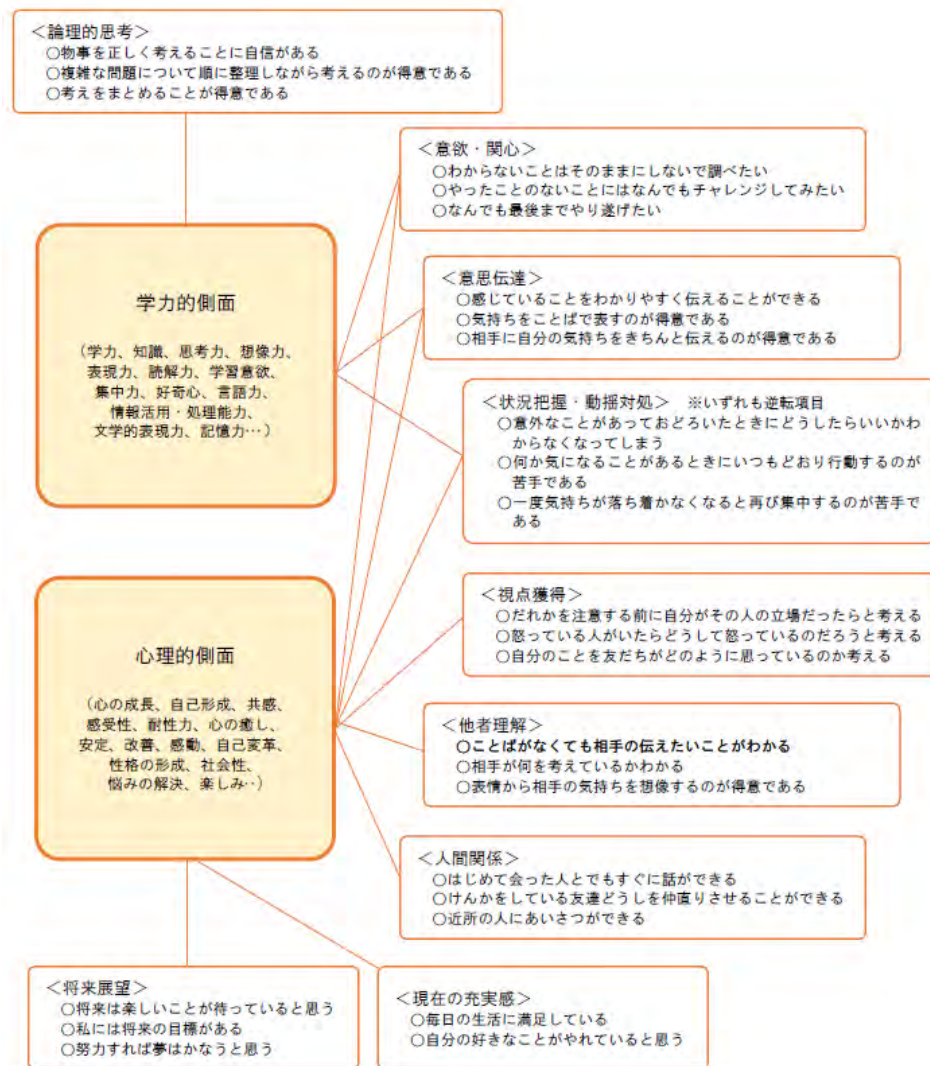 ＜論理的思考＞
○物事を正しく考えることに自信がある
○複雑な問題について順に整理しながら考えるのが得意である
○考えをまとめることが得意である
＜意欲・関心＞
○わからないことはそのままにしないで調べたい
○やったことのないことにはなんでもチャレンジしてみたい
○なんでも最後までやり遂げたい
学力的側面
（学力、知識、思考力、想像力、
表現力、読解力、学習意欲、
集中力、好奇心、言語力、
情報活用・処理能力、
文学的表現力、記憶力…）
＜意思伝達＞
○感じていることをわかりやすく伝えることができる
○気持ちをことばで表すのが得意である
○相手に自分の気持ちをきちんと伝えるのが得意である
＜状況把握・動揺対処＞　※いずれも逆転項目
○意外なことがあっておどろいたときにどうしたらいいかわ
からなくなってしまう
○何か気になることがあるときにいつもどおり行動するのが
苦手である
○一度気持ちが落ち着かなくなると再び集中するのが苦手で
ある
心理的側面
（心の成長、自己形成、共感、
感受性、耐性力、心の癒し、
安定、改善、感動、自己変革、
性格の形成、社会性、
悩みの解決、楽しみ‥）
＜視点獲得＞
○だれかを注意する前に自分がその人の立場だったらと考える
○怒っている人がいたらどうして怒っているのだろうと考える
○自分のことを友だちがどのように思っているのか考える
＜他者理解＞
○ことばがなくても相手の伝えたいことがわかる
○相手が何を考えているかわかる
○表情から相手の気持ちを想像するのが得意である
＜人間関係＞
○はじめて会った人とでもすぐに話ができる
○けんかをしている友達どうしを仲直りさせることができる
○近所の人にあいさつができる
＜将来展望＞
○将来は楽しいことが待っていると思う
○私には将来の目標がある
○努力すれば夢はかなうと思う
＜現在の充実感＞
○毎日の生活に満足している
○自分の好きなことがやれていると思う